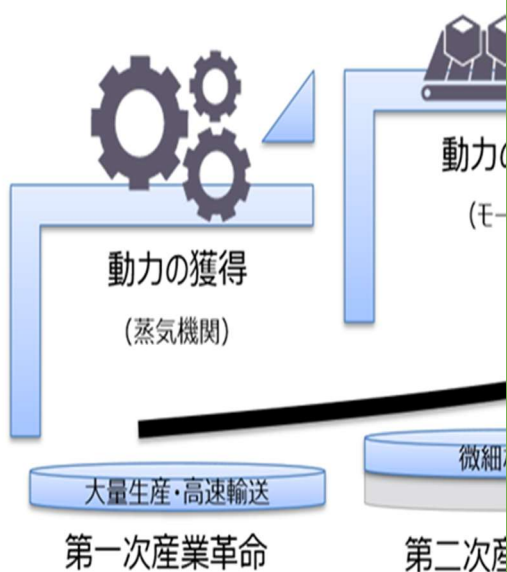 動力の獲得
(蒸気機関)
大量生産・高速輸送
第一次産業革命
動力
(モー
微細
第二次産